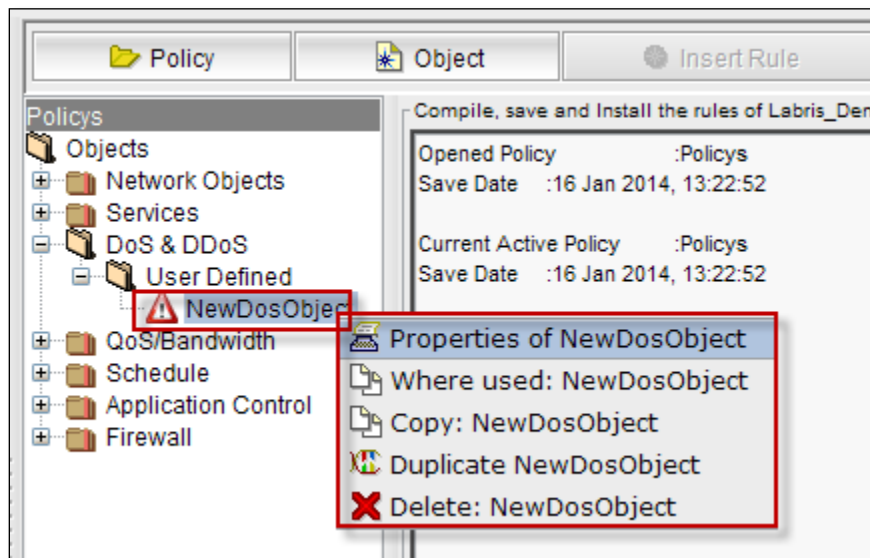 Policy
Object
Insert Rule
Policys
Objects
Network Objects
Services
DoS & DDoS
User Defined
NewDosObject
QoS/Bandwidth
Schedule
Application Control
Firewall
Compile, save and Install the rules of Labris_Den
Opened Policy :Policys
Save Date :16 Jan 2014, 13:22:52
Current Active Policy :Policys
Save Date :16 Jan 2014, 13:22:52
Properties of NewDosObject
Where used: NewDosObject
Copy: NewDosObject
Duplicate NewDosObject
Delete: NewDosObject